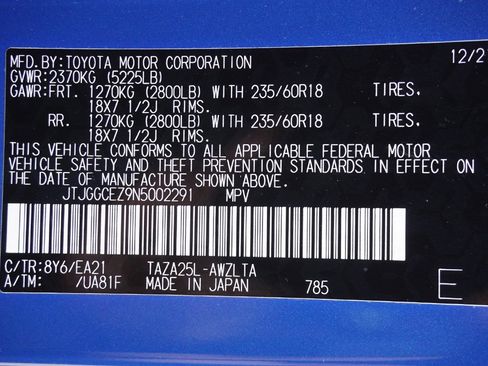 MFD.BY:TOYOTA MOTOR CORPORATION 12/21
GVWR:2370KG (5225LB)
GAWR:FRT. 1270KG (2800LB) WITH 235/60R18 TIRES.
18X7 1/2J RIMS.
RR. 1270KG (2800LB) WITH 235/60R18 TIRES.
18X7 1/2J RIMS.
THIS VEHICLE CONFORMS TO ALL APPLICABLE FEDERAL MOTOR
VEHICLE SAFETY AND THEFT PREVENTION STANDARDS IN EFFECT ON
THE DATE OF MANUFACTURE SHOWN ABOVE.
JTJGGCEZ9N5002291 MPV
C/TR:8Y6/EA21 TAZA25L-AWZLTA
A/TM: /UA81F MADE IN JAPAN 785 E